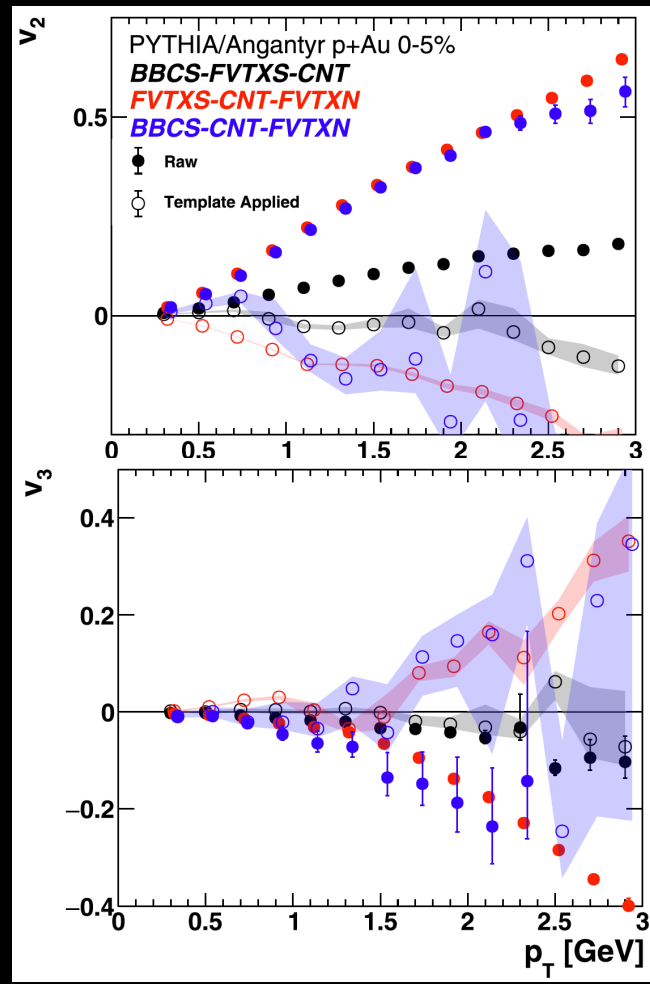 v2
PYTHIA/Angantyr p+Au 0-5%
BBCS-FVTXS-CNT
FVTXS-CNT-FVTXN
BBCS-CNT-FVTXN
Raw
Template Applied
0.5
0
0 0.5 1 1.5 2 2.5 3
v3
0.4
0.2
0
−0.2
−0.4
0 0.5 1 1.5 2 2.5 3
pT [GeV]